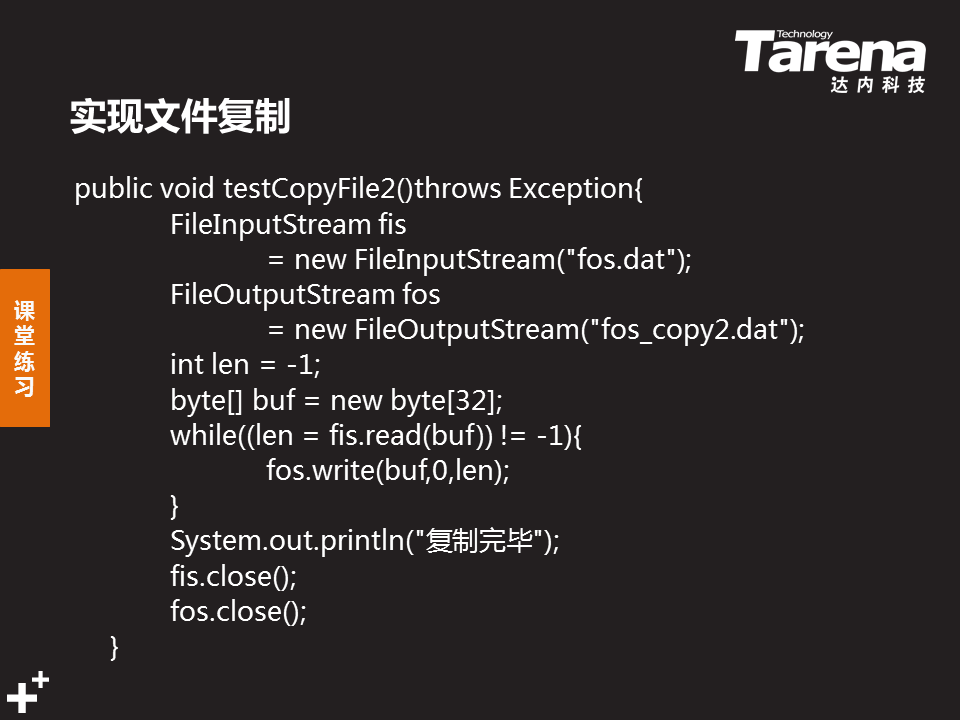 Technology
Tarena
达内科技
实现文件复制
public void testCopyFile2()throws Exception{
FileInputStream fis
= new FileInputStream("fos.dat");
FileOutputStream fos
= new FileOutputStream("fos_copy2.dat");
int len = -1;
byte[] buf = new byte[32];
while((len = fis.read(buf)) != -1){
fos.write(buf,0,len);
}
System.out.println("复制完毕");
fis.close();
fos.close();
}
课
堂
练
习